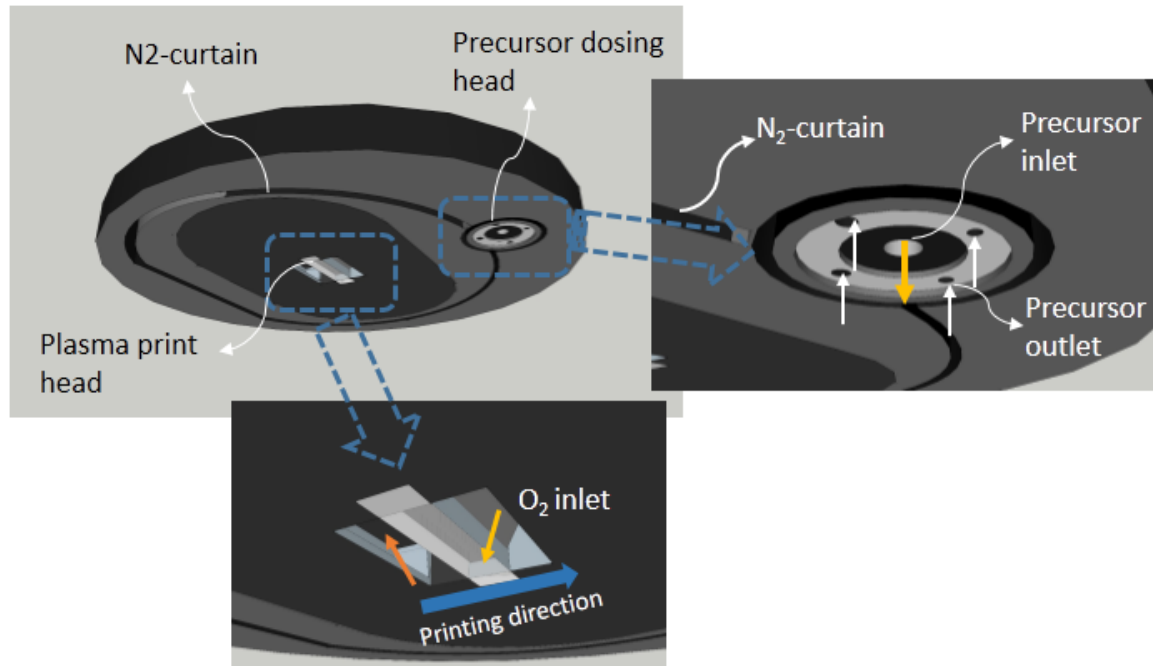 N2-curtain
Precursor dosing
head
Plasma print
head
N₂-curtain
Precursor
inlet
Precursor
outlet
O₂ inlet
Printing direction